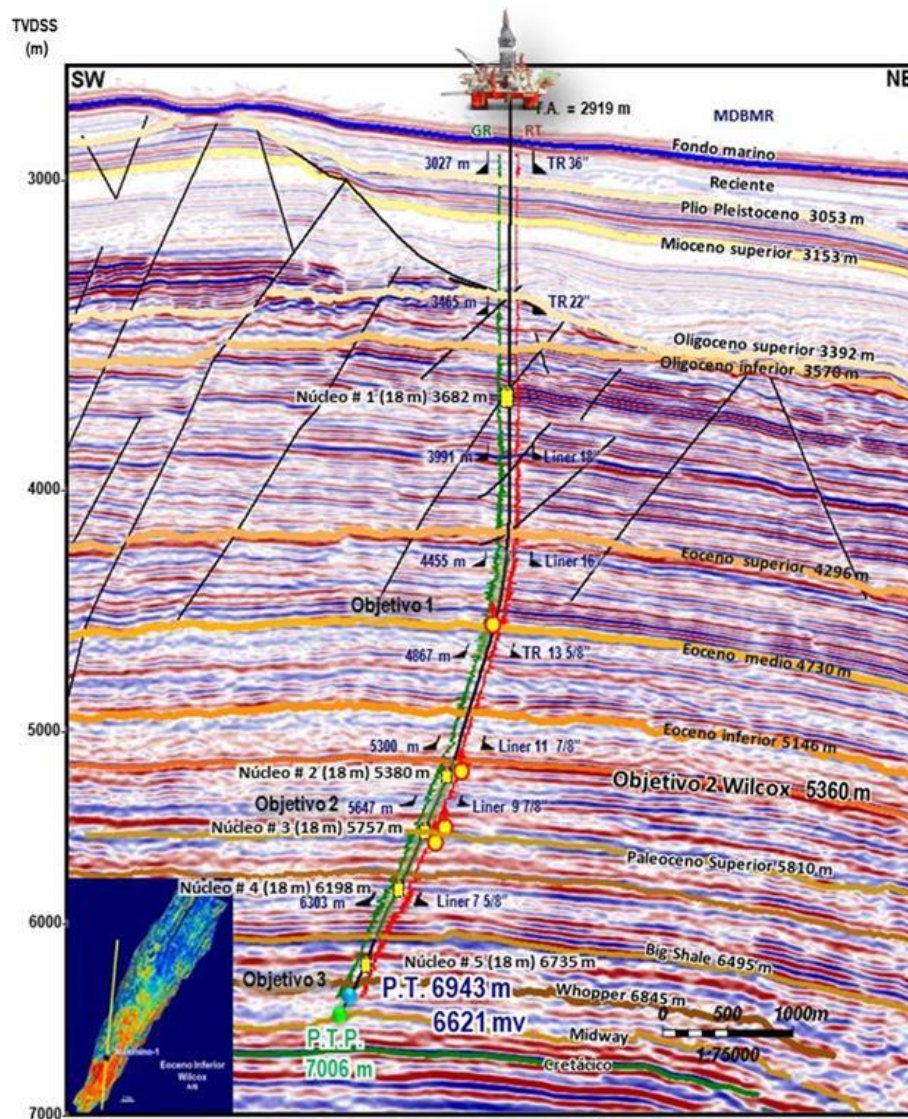 TVDSS
(m)
SW
NE
T.A. = 2919 m
MDBMR
GR
RT
Fondo marino
3027 m
TR 36"
Reciente
3000
Plio Pleistoceno 3053 m
Mioceno superior 3153 m
3465 m
TR 22"
Oligoceno superior 3392 m
Oligoceno inferior 3570 m
Núcleo # 1 (18 m) 3682 m
3991 m
Liner 18"
4000
4455 m
Liner 16"
Eoceno superior 4296 m
Objetivo 1
4867 m
TR 13 5/8"
Eoceno medio 4730 m
5000
5300 m
Liner 11 7/8"
Eoceno inferior 5146 m
Núcleo # 2 (18 m) 5380 m
Objetivo 2 Wilcox 5360 m
Objetivo 2
5647 m
Liner 9 7/8"
Núcleo # 3 (18 m) 5757 m
Paleoceno Superior 5810 m
Núcleo # 4 (18 m) 6198 m
6303 m
Liner 7 5/8"
6000
Big Shale 6495 m
Núcleo # 5 (18 m) 6735 m
Objetivo 3
P.T. 6943 m
Whopper 6845 m
6621 mv
0 500 1000m
Midway
1:75000
P.T.P.
7006 m
Cretácico
Eoceno Inferior
Wilcox
7000